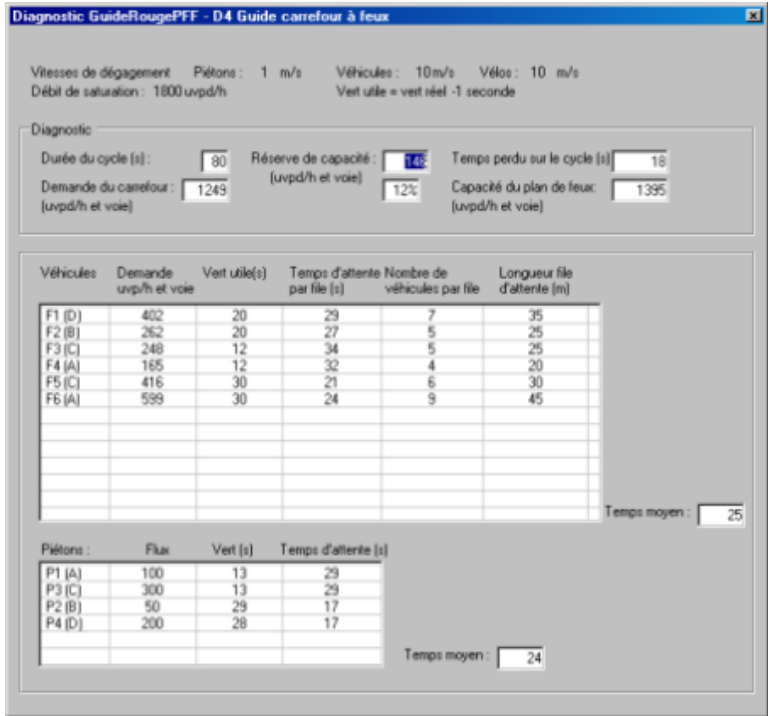 Diagnostic GuideRougePFF - D4 Guide carrefour à feux
Vitesses de dégagement Piétons : 1 m/s Véhicules : 10m/s Vélos : 10 m/s
Débit de saturation : 1800 uvpd/h Vert utile = vert réel -1 seconde
Diagnostic
Durée du cycle (s) : 80 Réserve de capacité : 148 Temps perdu sur le cycle (s) 18
Demande du carrefour : 1249 (uvpd/h et voie) 12% Capacité du plan de feux: 1395
(uvpd/h et voie) (uvpd/h et voie)
Véhicules Demande Vert utile(s) Temps d'attente Nombre de Longueur file
uvp/h et voie par file (s) véhicules par file d'attente (m)
F1 (D) 402 20 29 7 35
F2 (B) 262 20 27 5 25
F3 (C) 248 12 34 5 25
F4 (A) 165 12 32 4 20
F5 (C) 416 30 21 6 30
F6 (A) 599 30 24 9 45
Temps moyen : 25
Piétons : Flux Vert (s) Temps d'attente (s)
P1 (A) 100 13 29
P3 (C) 300 13 29
P2 (B) 50 29 17
P4 (D) 200 28 17
Temps moyen : 24